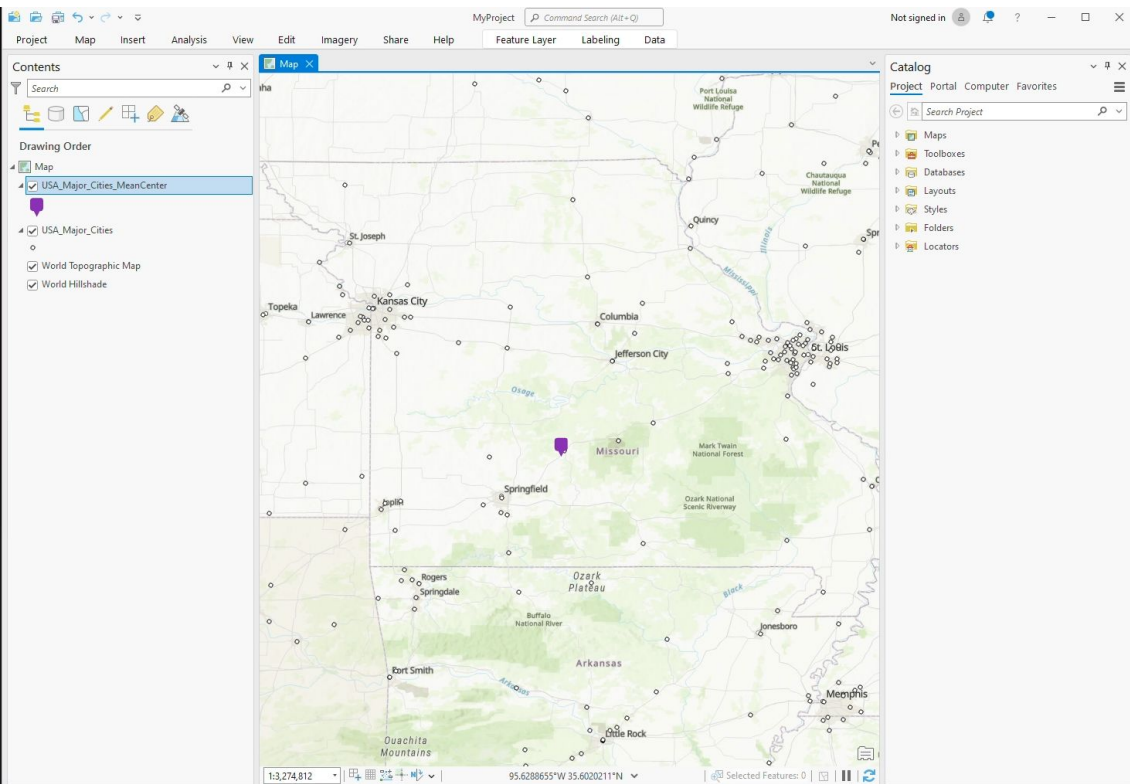 MyProject
Command Search (Alt+Q)
Not signed in
?
Project Map Insert Analysis View Edit Imagery Share Help Feature Layer Labeling Data
Contents
Search
Drawing Order
Map
USA_Major_Cities_MeanCenter
USA_Major_Cities
World Topographic Map
World Hillshade
Map
Port Louisa
National
Wildlife Refuge
Chautauqua
National
Wildlife Refuge
Quincy
Illinois
St. Joseph
Mississippi
Topeka
Kansas City
Lawrence
Columbia
St. Louis
Jefferson City
Osage
Missouri
Mark Twain
National Forest
Springfield
Joplin
Ozark National
Scenic Riverway
Rogers
Springdale
Ozark
Plateau
Black
Buffalo
National River
Jonesboro
Arkansas
Fort Smith
Arkansas
Memphis
Little Rock
Ouachita
Mountains
1:3,274,812
95.6288655°W 35.6020211°N
Selected Features: 0
Catalog
Project Portal Computer Favorites
Search Project
Maps
Toolboxes
Databases
Layouts
Styles
Folders
Locators